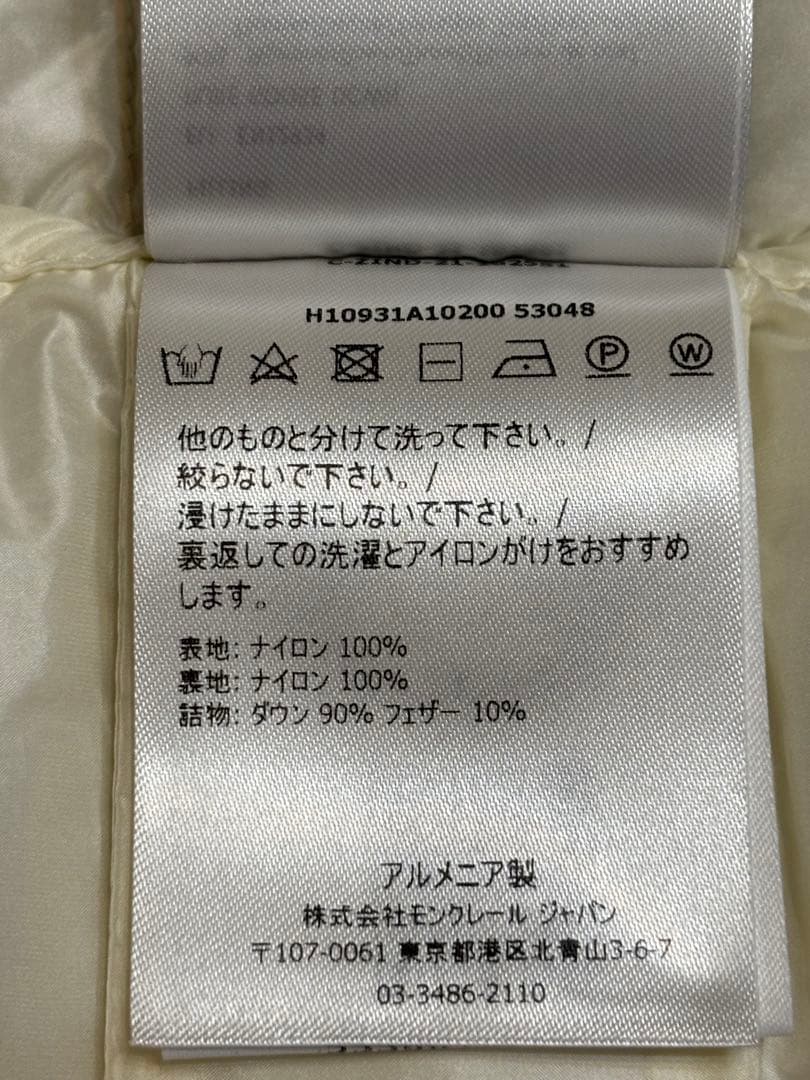 H10931A10200 53048
P W
他のものと分けて洗って下さい。/
絞らないで下さい。/
浸けたままにしないで下さい。/
裏返しての洗濯とアイロンがけをおすすめ
します。
表地: ナイロン 100%
裏地: ナイロン 100%
詰物: ダウン 90% フェザー 10%
アルメニア製
株式会社モンクレール ジャパン
〒107-0061 東京都港区北青山3-6-7
03-3486-2110